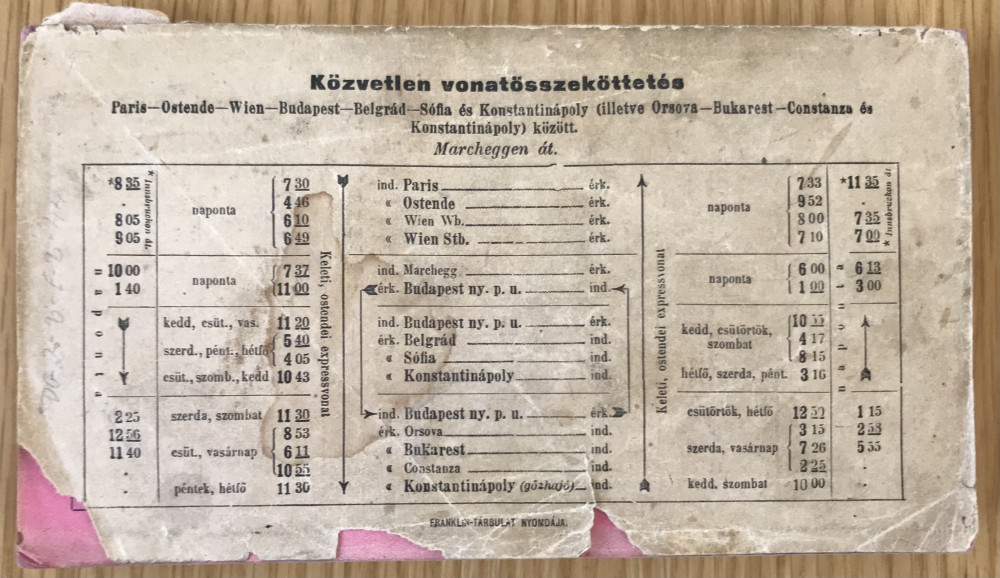 Közvetlen vonatösszeköttetés
Paris—Ostende—Wien—Budapest—Belgrád—Sófia és Konstantinápoly (illetve Orsova—Bukarest—Constanza és
Konstantinápoly) között.
Marcheggen át.
*8 35 naponta 7 30 ind. Paris érk. naponta 7 33 *11 35
4 46 « Ostende érk. 9 52
8 05 6 10 « Wien Wb. érk. 8 00 7 35
9 05 6 49 « Wien Stb. érk. 7 10 7 00
* Innsbruckon át.
* Innsbruckon át
10 00 naponta 7 37 ind. Marchegg érk. naponta 6 00 6 13
1 40 11 00 érk. Budapest ny. p. u. ind. 1 00 3 00
naponta
Keleti, ostendei expressvonat
Keleti, ostendei expressvonat
kedd, csüt., vas. 11 20 ind. Budapest ny. p. u. érk. kedd, csütörtök, szombat 10 55
szerd., pént., hétfő 5 40 érk. Belgrád ind. 4 17
4 05 « Sófia ind. 8 15
csüt., szomb., kedd 10 43 « Konstantinápoly ind. hétfő, szerda, pént. 3 16
2 25 szerda, szombat 11 30 ind. Budapest ny. p. u. érk. csütörtök, hétfő 12 50 1 15
12 56 csüt., vasárnap 8 53 érk. Orsova ind. szerda, vasárnap 3 15 2 58
11 40 6 11 « Bukarest ind. 7 26 5 55
10 55 « Constanza ind. 2 25
péntek, hétfő 11 30 « Konstantinápoly (gőzhajó) ind. kedd, szombat 10 00
FRANKLIN-TÁRSULAT NYOMDÁJA.